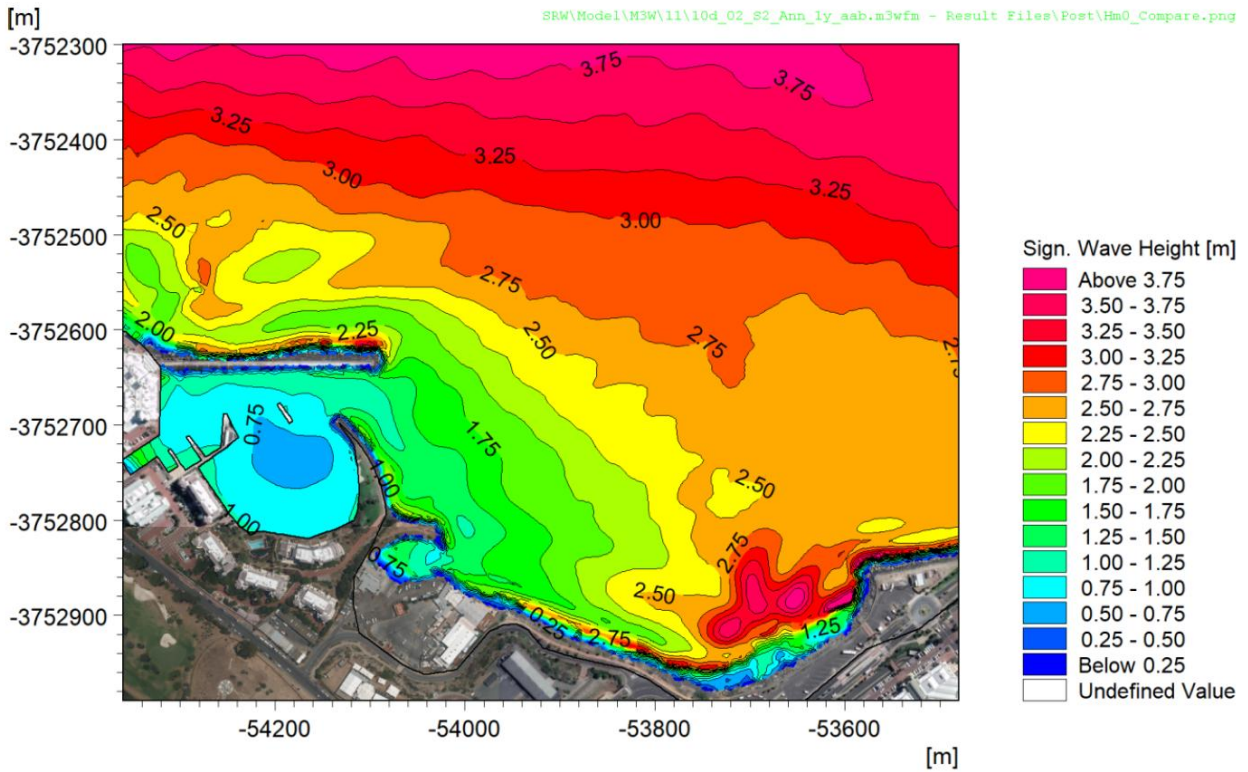 [m]
SRW\Model\M3W\11\10d_02_S2_Ann_1y_aab.m3wfm - Result Files\Post\Hm0_Compare.png
-3752300
-3752400
-3752500
-3752600
-3752700
-3752800
-3752900
3.75
3.75
3.25
3.25
3.25
3.00
3.00
2.50
2.75
2.00
2.25
2.50
2.75
2.75
0.75
1.75
1.00
2.50
1.00
0.75
2.75
2.50
0.25
2.75
1.25
-54200
-54000
-53800
-53600
[m]
Sign. Wave Height [m]
Above 3.75
3.50 - 3.75
3.25 - 3.50
3.00 - 3.25
2.75 - 3.00
2.50 - 2.75
2.25 - 2.50
2.00 - 2.25
1.75 - 2.00
1.50 - 1.75
1.25 - 1.50
1.00 - 1.25
0.75 - 1.00
0.50 - 0.75
0.25 - 0.50
Below 0.25
Undefined Value